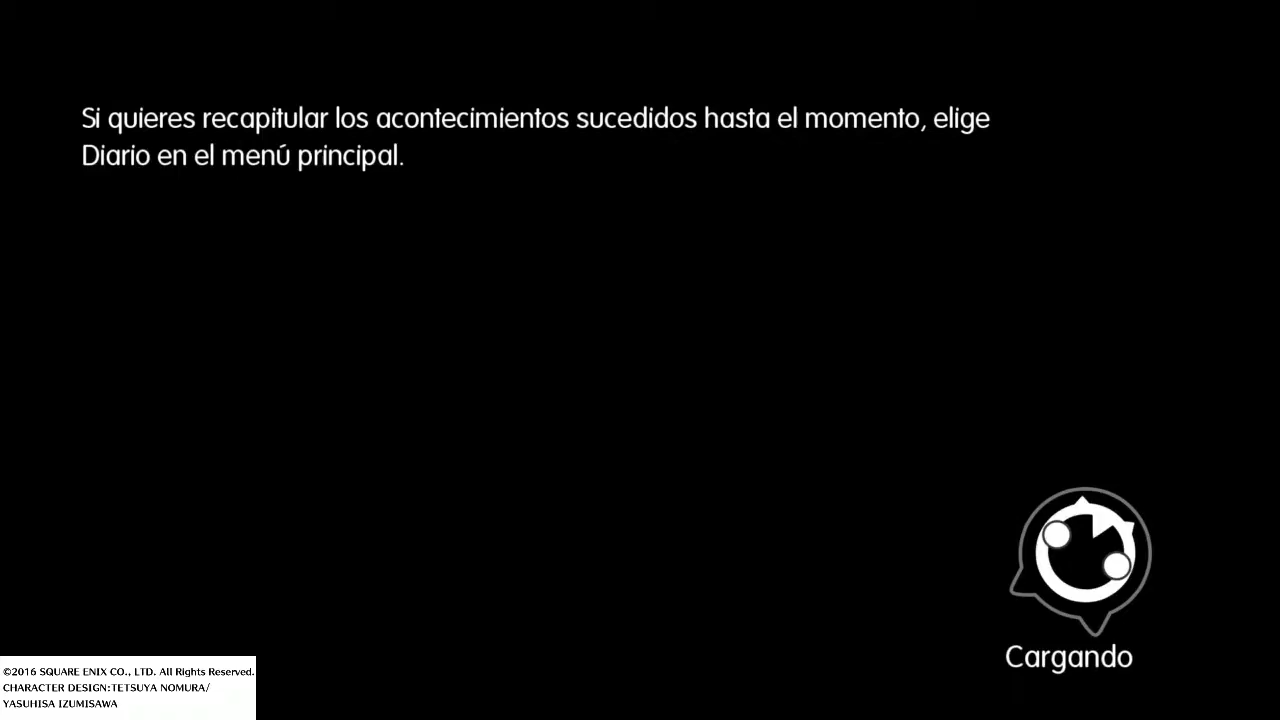 Si quieres recapitular los acontecimientos sucedidos hasta el momento, elige
Diario en el menú principal.
Cargando
©2016 SQUARE ENIX CO., LTD. All Rights Reserved.
CHARACTER DESIGN:TETSUYA NOMURA/
YASUHISA IZUMISAWA